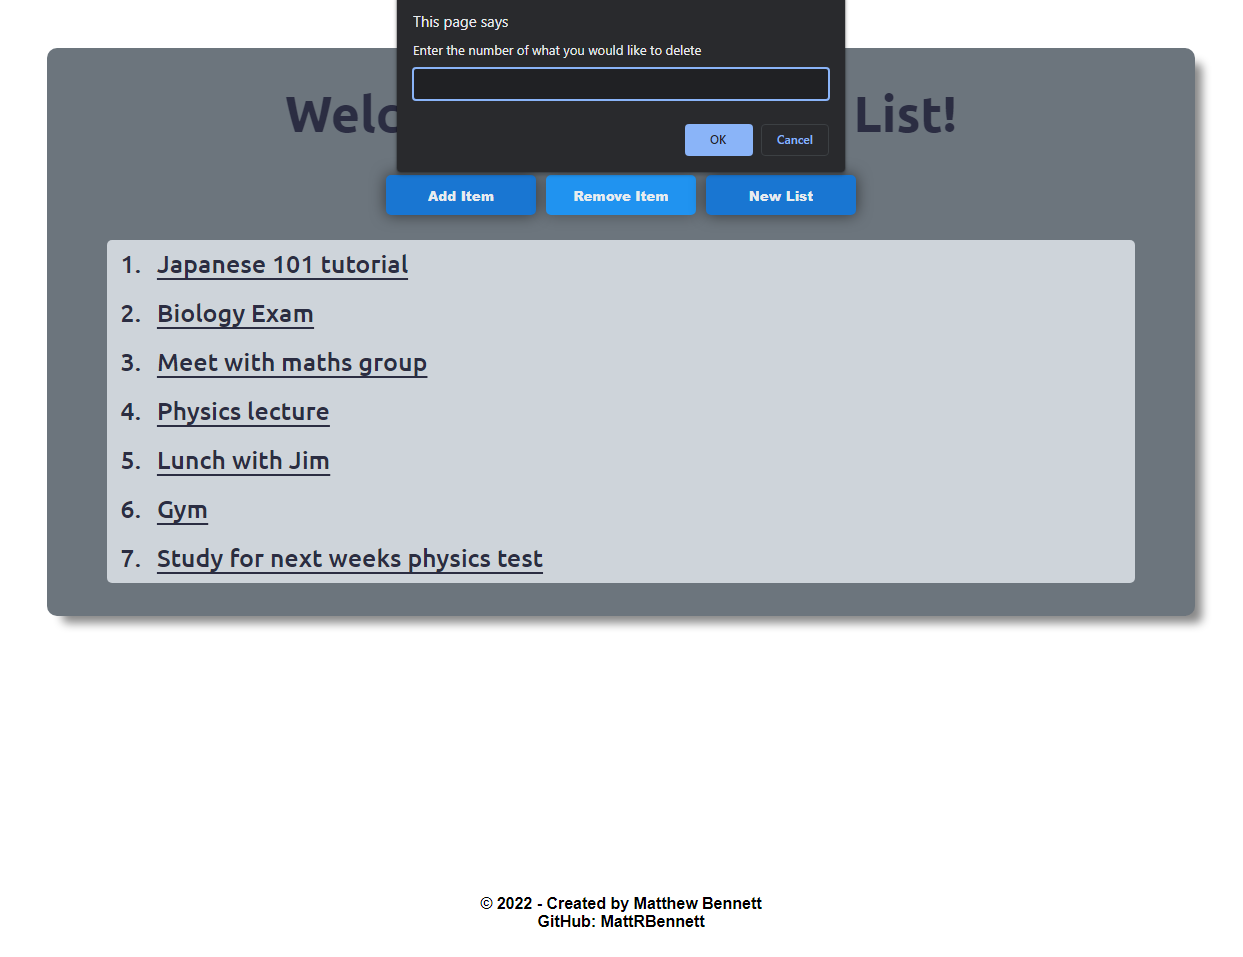 This page says
Enter the number of what you would like to delete
List!
OK
Cancel
Add Item
Remove Item
New List
1. Japanese 101 tutorial
2. Biology Exam
3. Meet with maths group
4. Physics lecture
5. Lunch with Jim
6. Gym
7. Study for next weeks physics test
© 2022 - Created by Matthew Bennett
GitHub: MattRBennett